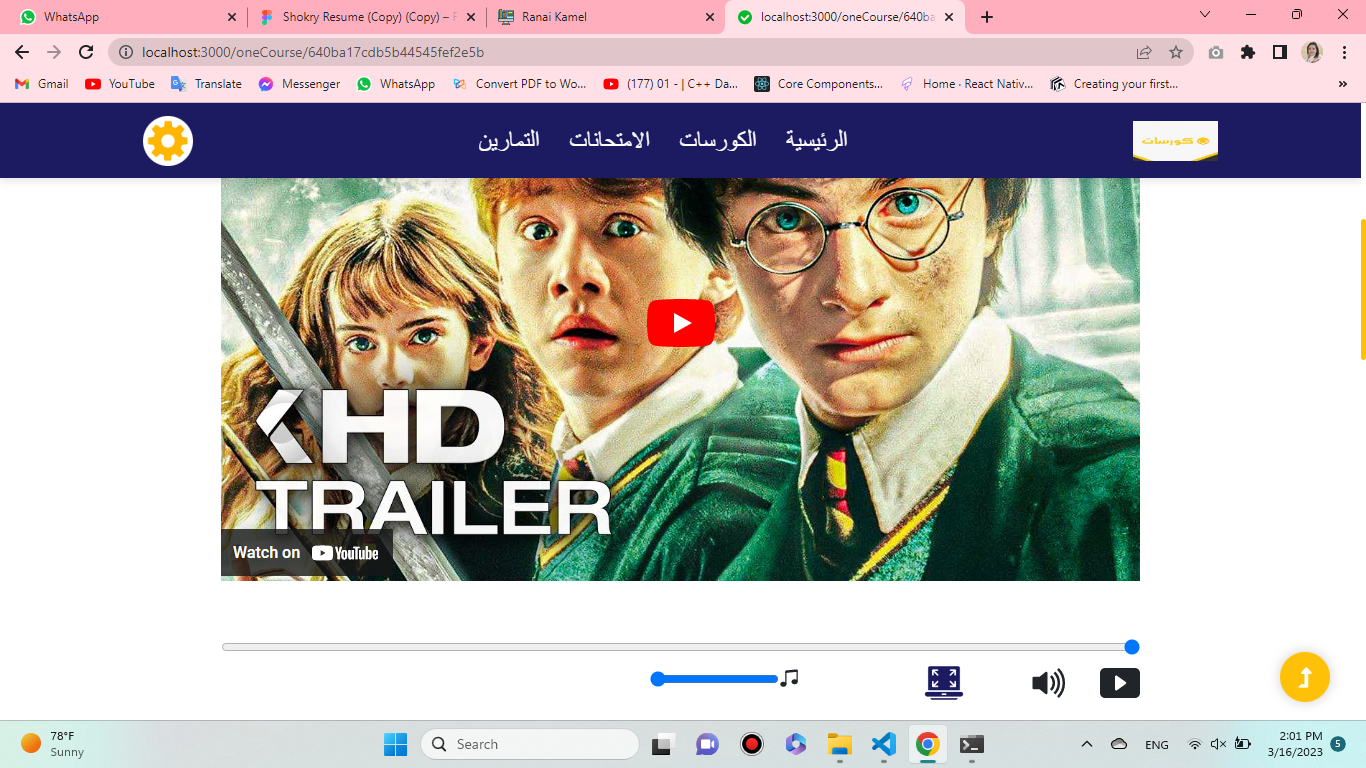 WhatsApp
Shokry Resume (Copy) (Copy) – F
Ranai Kamel
localhost:3000/oneCourse/640ba
localhost:3000/oneCourse/640ba17cdb5b44545fef2e5b
Gmail
YouTube
Translate
Messenger
WhatsApp
Convert PDF to Wo...
(177) 01 - | C++ Da...
Core Components...
Home · React Nativ...
Creating your first...
»
الرئيسية
الكورسات
الامتحانات
التمارين
كورسات
KHD
TRAILER
Watch on YouTube
78°F
Sunny
Search
ENG
2:01 PM
3/16/2023
5